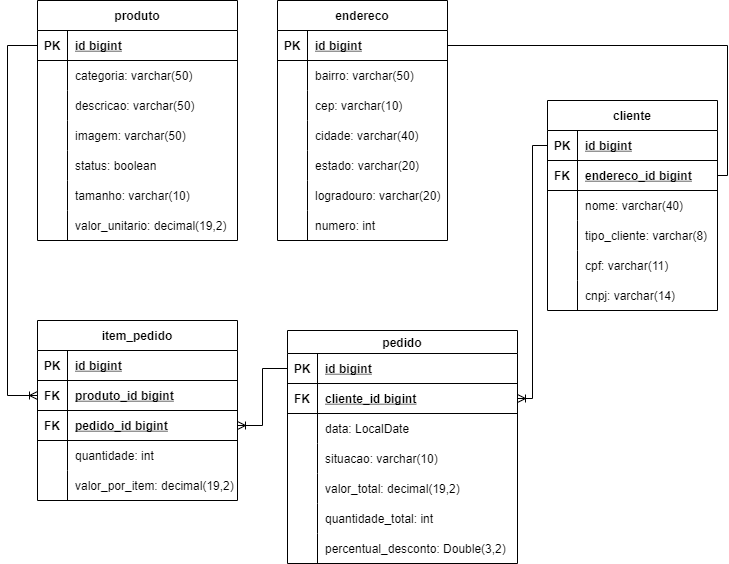 produto
PK id bigint
categoria: varchar(50)
descricao: varchar(50)
imagem: varchar(50)
status: boolean
tamanho: varchar(10)
valor_unitario: decimal(19,2)
endereco
PK id bigint
bairro: varchar(50)
cep: varchar(10)
cidade: varchar(40)
estado: varchar(20)
logradouro: varchar(20)
numero: int
cliente
PK id bigint
FK endereco_id bigint
nome: varchar(40)
tipo_cliente: varchar(8)
cpf: varchar(11)
cnpj: varchar(14)
item_pedido
PK id bigint
FK produto_id bigint
FK pedido_id bigint
quantidade: int
valor_por_item: decimal(19,2)
pedido
PK id bigint
FK cliente_id bigint
data: LocalDate
situacao: varchar(10)
valor_total: decimal(19,2)
quantidade_total: int
percentual_desconto: Double(3,2)